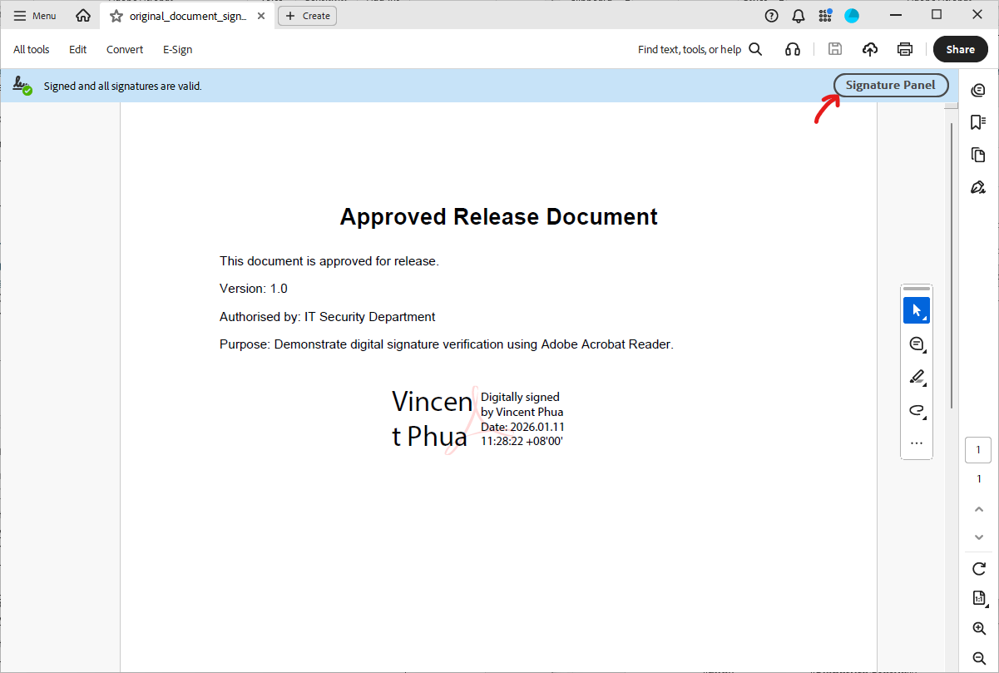 Menu
original_document_sign...
Create
All tools
Edit
Convert
E-Sign
Find text, tools, or help
Share
Signed and all signatures are valid.
Signature Panel
Approved Release Document
This document is approved for release.
Version: 1.0
Authorised by: IT Security Department
Purpose: Demonstrate digital signature verification using Adobe Acrobat Reader.
Vincen
t Phua
Digitally signed
by Vincent Phua
Date: 2026.01.11
11:28:22 +08'00'
1
1
1:1